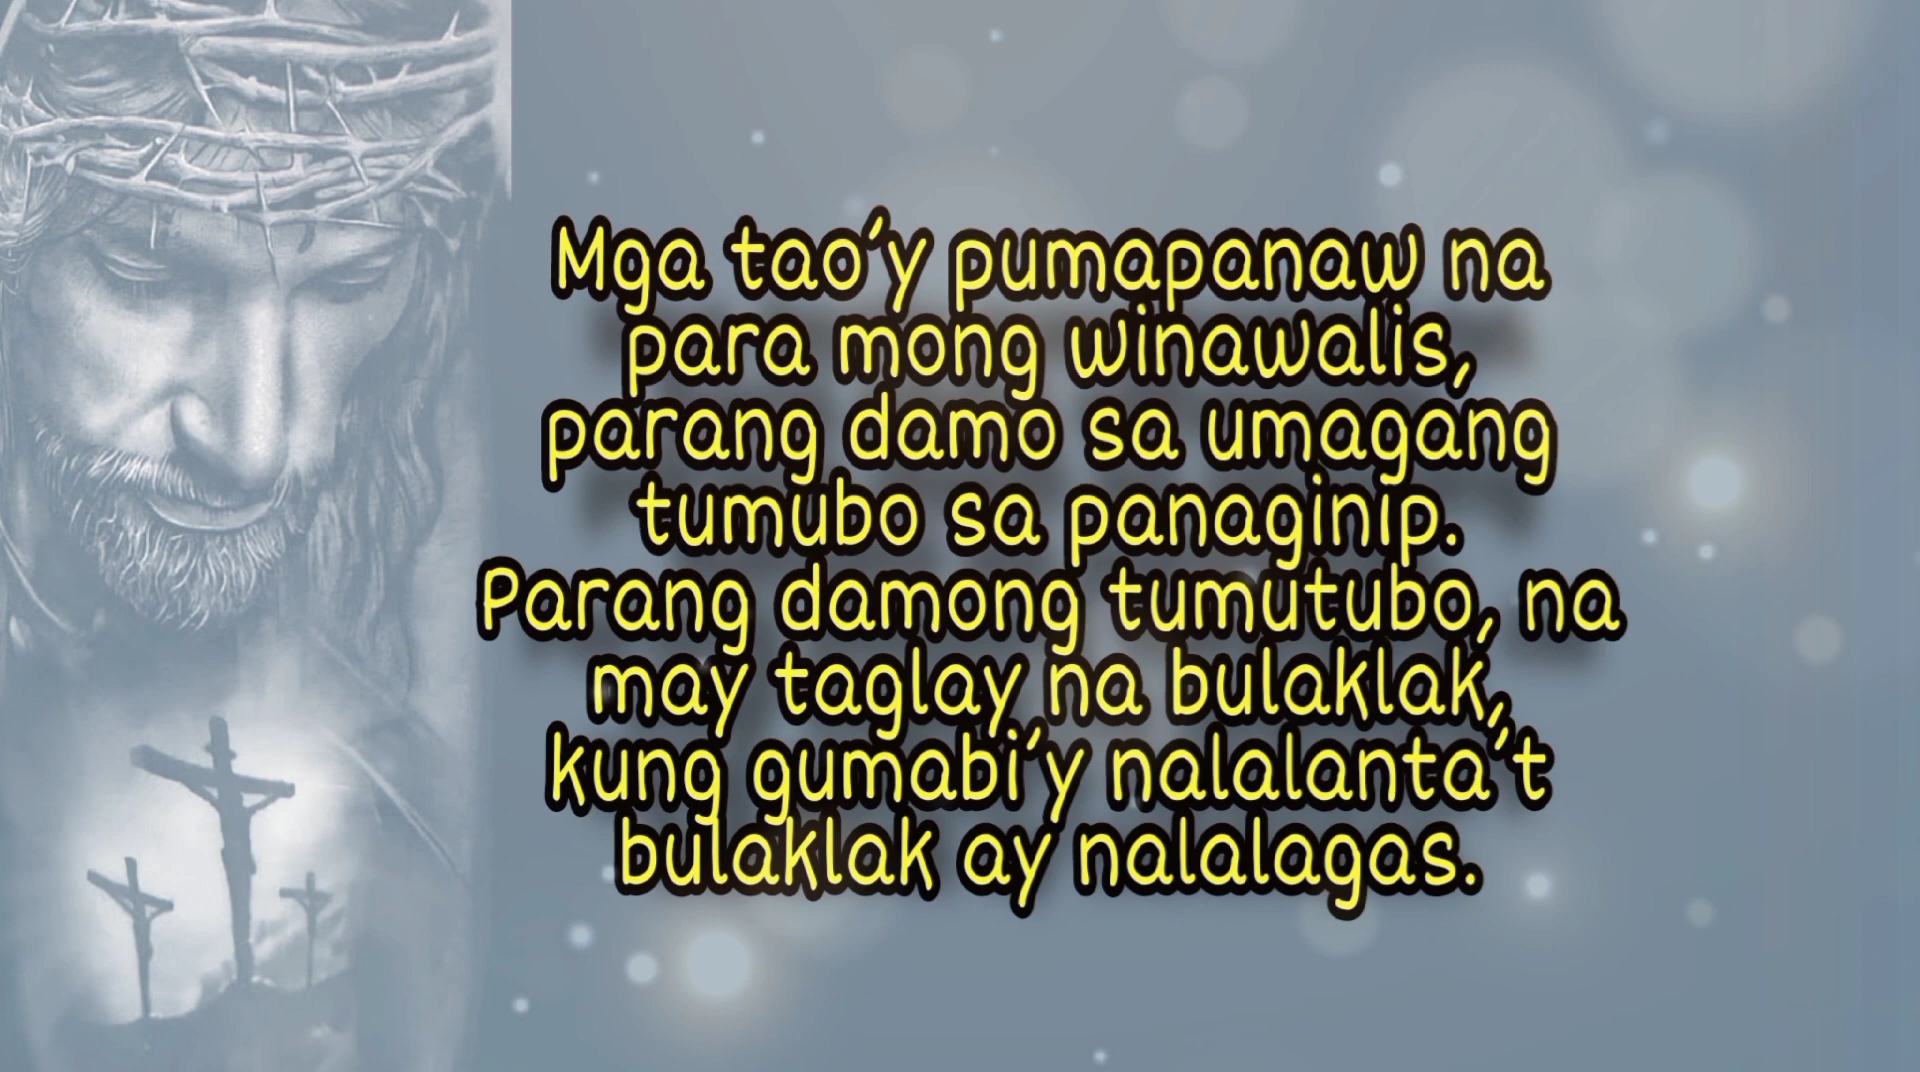 Mga tao'y pumapanaw na
para mong winawalis,
parang damo sa umagang
tumubo sa panaginip.
Parang damong tumutubo, na
may taglay na bulaklak,
kung gumabi'y nalalanta't
bulaklak ay nalalagas.